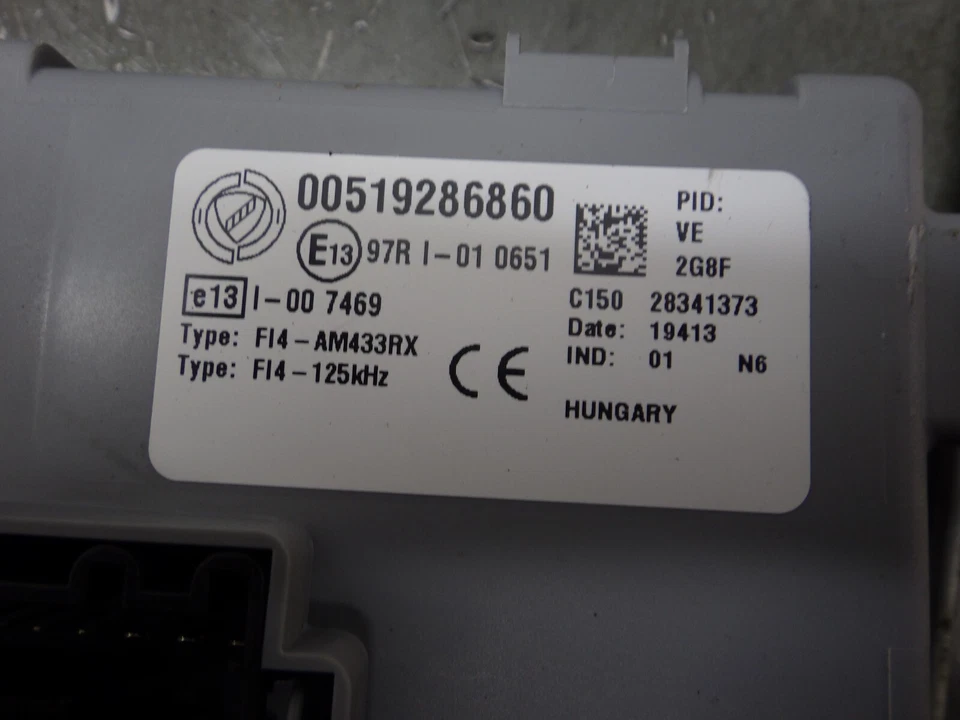 00519286860
E13 97R I-01 0651
e13 I-00 7469
Type: FI4-AM433RX
Type: FI4-125kHz
CE
PID:
VE
2G8F
C150 28341373
Date: 19413
IND: 01 N6
HUNGARY